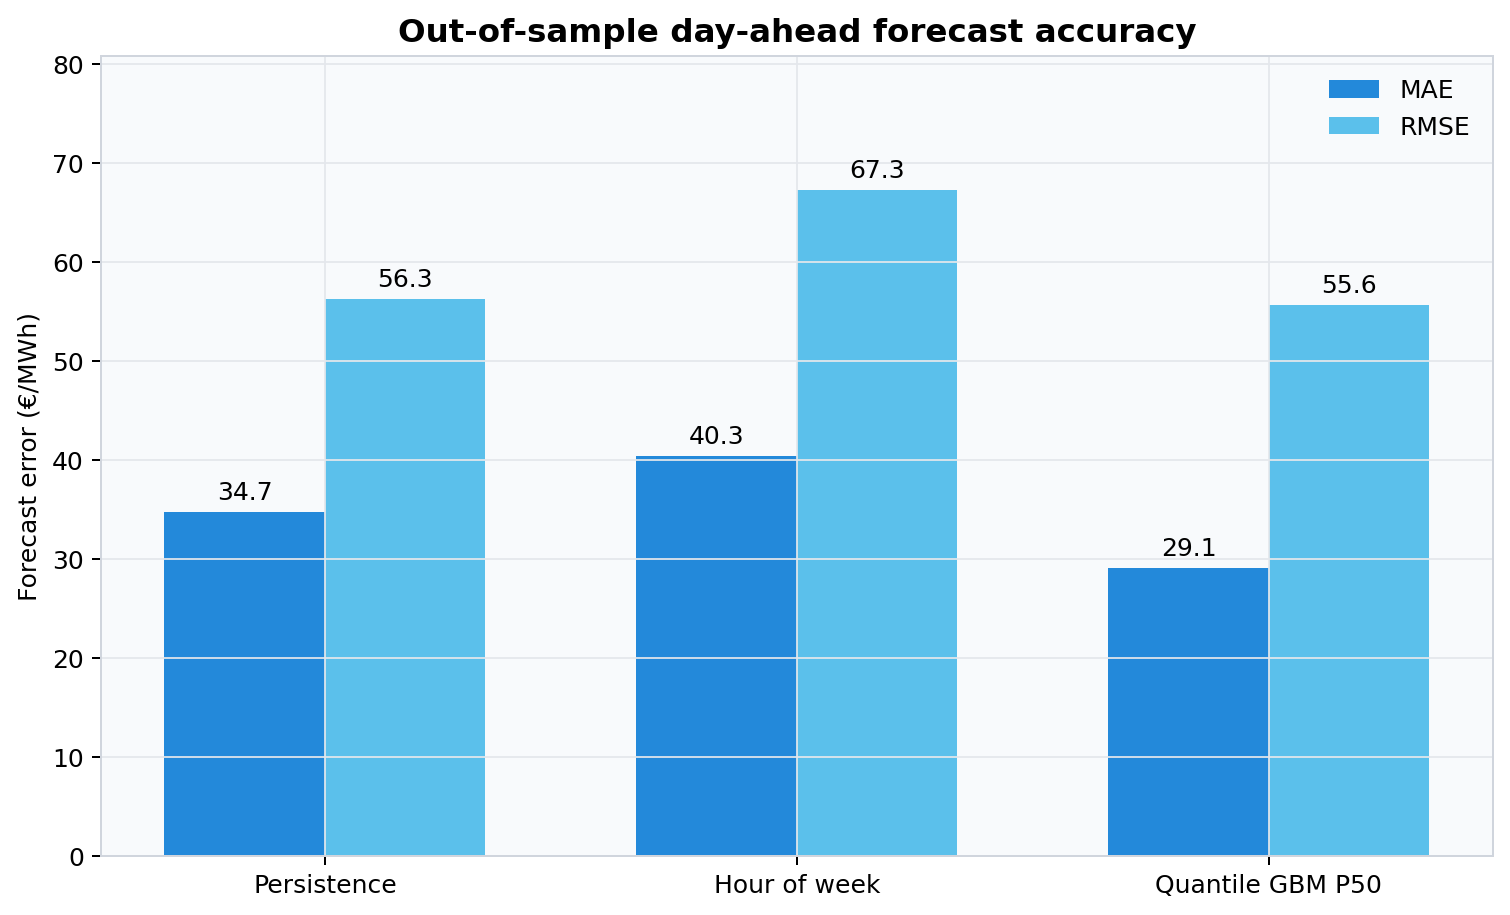 Out-of-sample day-ahead forecast accuracy
Forecast error (€/MWh)
80
70
60
50
40
30
20
10
0
MAE
RMSE
34.7
56.3
40.3
67.3
29.1
55.6
Persistence
Hour of week
Quantile GBM P50